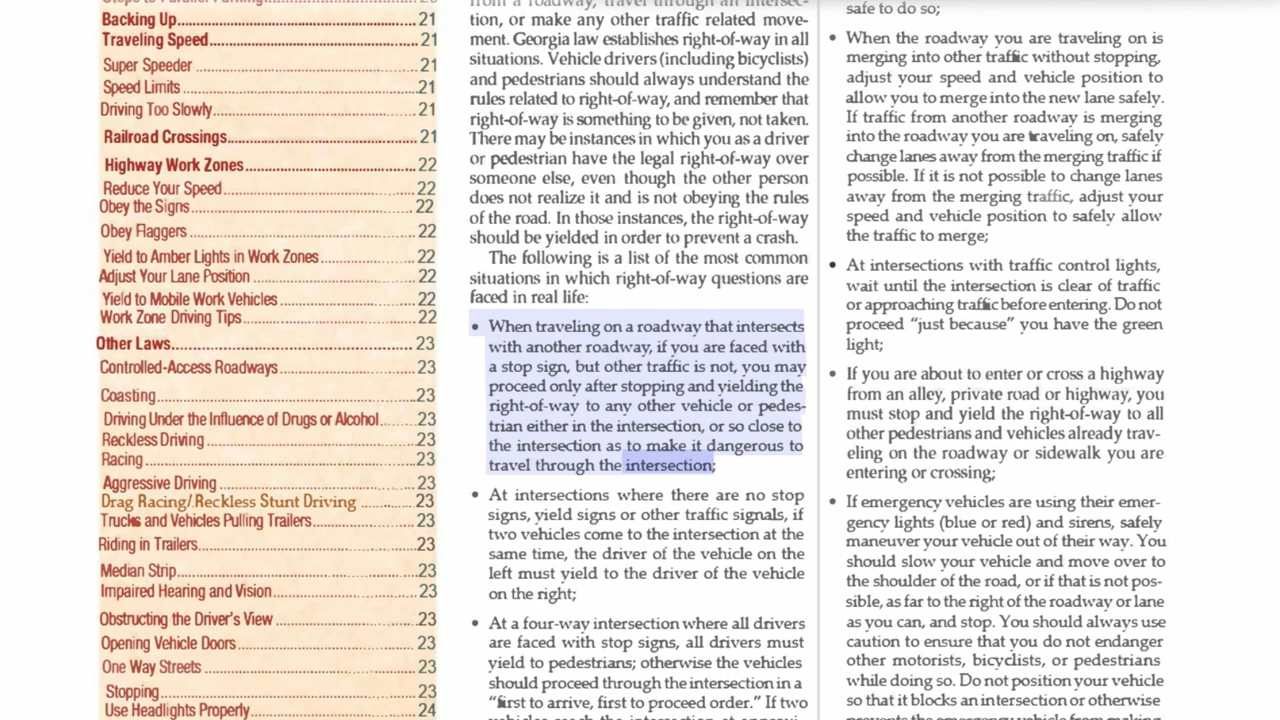 Backing Up..............................................................21
Traveling Speed.......................................................21
Super Speeder ........................................................21
Speed Limits ...........................................................21
Driving Too Slowly...................................................21
Railroad Crossings..................................................21
Highway Work Zones..............................................22
Reduce Your Speed................................................22
Obey the Signs.......................................................22
Obey Flaggers ........................................................22
Yield to Amber Lights in Work Zones......................22
Adjust Your Lane Position ......................................22
Yield to Mobile Work Vehicles ................................22
Work Zone Driving Tips...........................................22
Other Laws..............................................................23
Controlled-Access Roadways.................................23
Coasting..................................................................23
Driving Under the Influence of Drugs or Alcohol.....23
Reckless Driving .....................................................23
Racing .....................................................................23
Aggressive Driving ..................................................23
Drag Racing/Reckless Stunt Driving ..............23
Trucks and Vehicles Pulling Trailers........................23
Riding in Trailers......................................................23
Median Strip............................................................23
Impaired Hearing and Vision...................................23
Obstructing the Driver's View .................................23
Opening Vehicle Doors ...........................................23
One Way Streets .....................................................23
Stopping .................................................................23
Use Headlights Properly .........................................24
tion, or make any other traffic related move-
ment. Georgia law establishes right-of-way in all
situations. Vehicle drivers (including bicyclists)
and pedestrians should always understand the
rules related to right-of-way, and remember that
right-of-way is something to be given, not taken.
There may be instances in which you as a driver
or pedestrian have the legal right-of-way over
someone else, even though the other person
does not realize it and is not obeying the rules
of the road. In those instances, the right-of-way
should be yielded in order to prevent a crash.
The following is a list of the most common
situations in which right-of-way questions are
faced in real life:
• When traveling on a roadway that intersects
with another roadway, if you are faced with
a stop sign, but other traffic is not, you may
proceed only after stopping and yielding the
right-of-way to any other vehicle or pedes-
trian either in the intersection, or so close to
the intersection as to make it dangerous to
travel through the intersection;
• At intersections where there are no stop
signs, yield signs or other traffic signals, if
two vehicles come to the intersection at the
same time, the driver of the vehicle on the
left must yield to the driver of the vehicle
on the right;
• At a four-way intersection where all drivers
are faced with stop signs, all drivers must
yield to pedestrians; otherwise the vehicles
should proceed through the intersection in a
“first to arrive, first to proceed order.” If two
safe to do so;
• When the roadway you are traveling on is
merging into other traffic without stopping,
adjust your speed and vehicle position to
allow you to merge into the new lane safely.
If traffic from another roadway is merging
into the roadway you are traveling on, safely
change lanes away from the merging traffic if
possible. If it is not possible to change lanes
away from the merging traffic, adjust your
speed and vehicle position to safely allow
the traffic to merge;
• At intersections with traffic control lights,
wait until the intersection is clear of traffic
or approaching traffic before entering. Do not
proceed “just because” you have the green
light;
• If you are about to enter or cross a highway
from an alley, private road or highway, you
must stop and yield the right-of-way to all
other pedestrians and vehicles already trav-
eling on the roadway or sidewalk you are
entering or crossing;
• If emergency vehicles are using their emer-
gency lights (blue or red) and sirens, safely
maneuver your vehicle out of their way. You
should slow your vehicle and move over to
the shoulder of the road, or if that is not pos-
sible, as far to the right of the roadway or lane
as you can, and stop. You should always use
caution to ensure that you do not endanger
other motorists, bicyclists, or pedestrians
while doing so. Do not position your vehicle
so that it blocks an intersection or otherwise